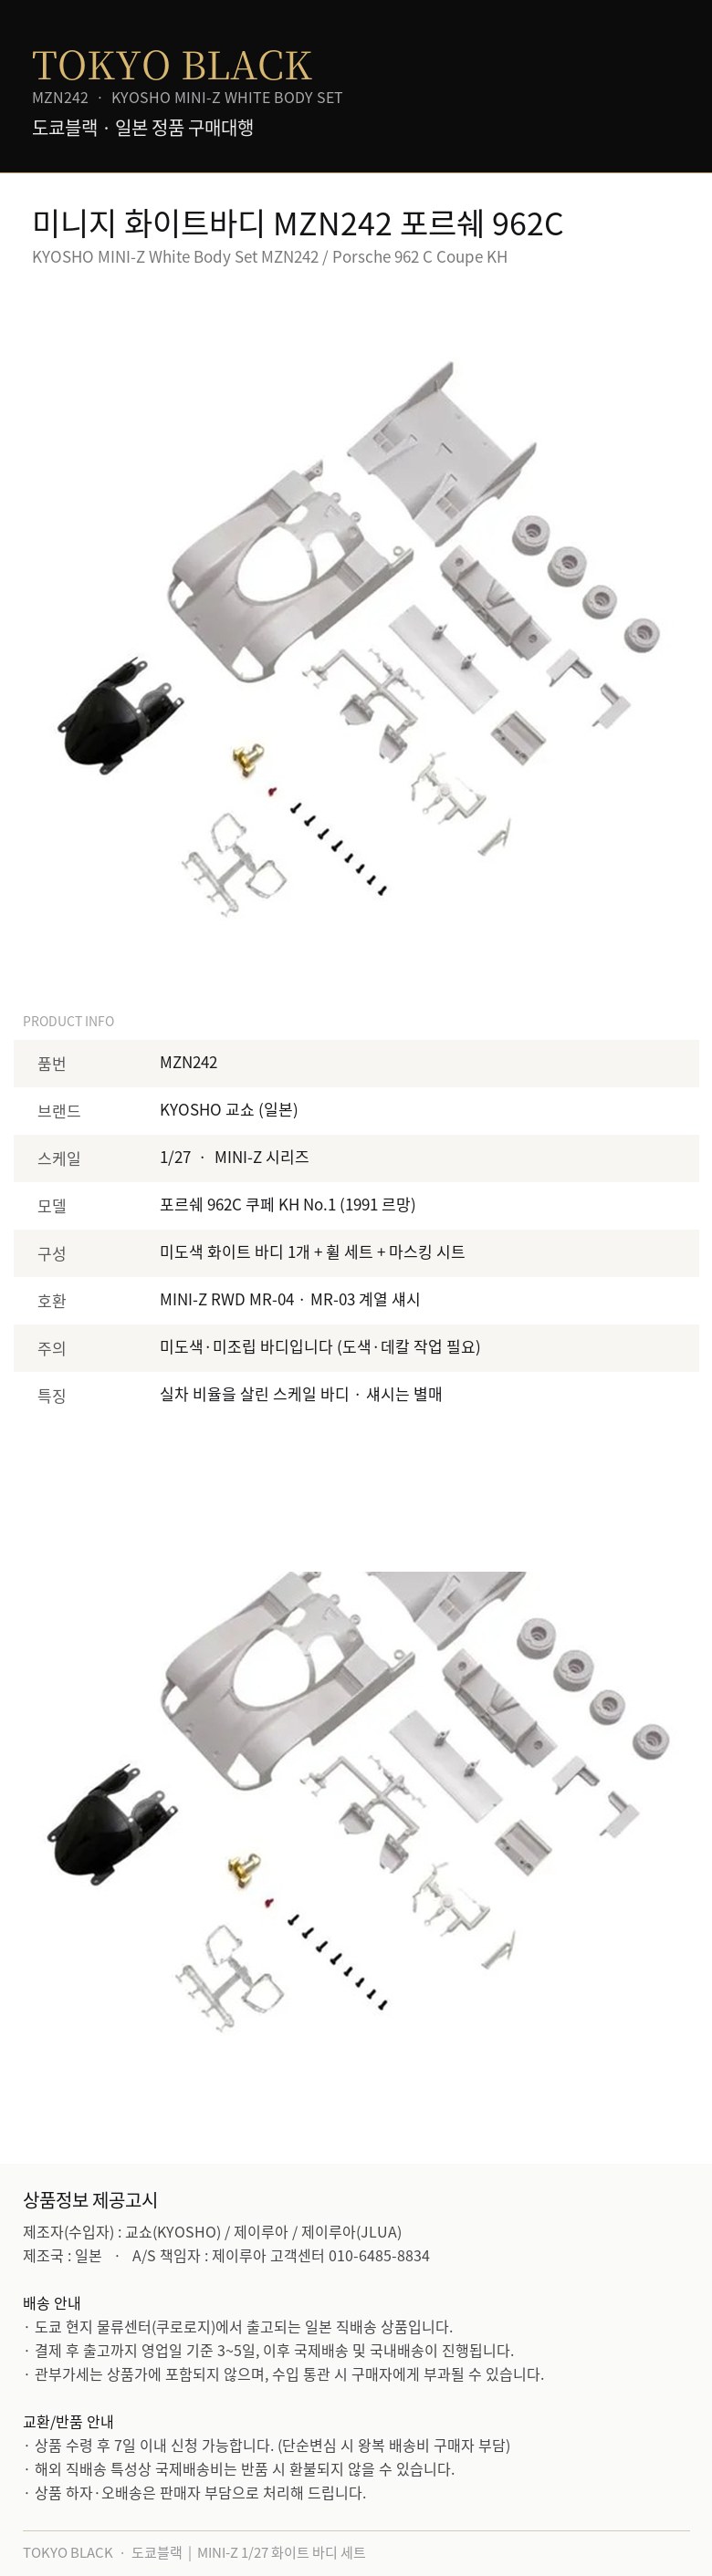 TOKYO BLACK
MZN242 · KYOSHO MINI-Z WHITE BODY SET
도쿄블랙 · 일본 정품 구매대행
미니지 화이트바디 MZN242 포르쉐 962C
KYOSHO MINI-Z White Body Set MZN242 / Porsche 962 C Coupe KH
PRODUCT INFO
품번 MZN242
브랜드 KYOSHO 교쇼 (일본)
스케일 1/27 · MINI-Z 시리즈
모델 포르쉐 962C 쿠페 KH No.1 (1991 르망)
구성 미도색 화이트 바디 1개 + 휠 세트 + 마스킹 시트
호환 MINI-Z RWD MR-04 · MR-03 계열 섀시
주의 미도색·미조립 바디입니다 (도색·데칼 작업 필요)
특징 실차 비율을 살린 스케일 바디 · 섀시는 별매
상품정보 제공고시
제조자(수입자) : 교쇼(KYOSHO) / 제이루아 / 제이루아(JLUA)
제조국 : 일본 · A/S 책임자 : 제이루아 고객센터 010-6485-8834
배송 안내
· 도쿄 현지 물류센터(쿠로로지)에서 출고되는 일본 직배송 상품입니다.
· 결제 후 출고까지 영업일 기준 3~5일, 이후 국제배송 및 국내배송이 진행됩니다.
· 관부가세는 상품가에 포함되지 않으며, 수입 통관 시 구매자에게 부과될 수 있습니다.
교환/반품 안내
· 상품 수령 후 7일 이내 신청 가능합니다. (단순변심 시 왕복 배송비 구매자 부담)
· 해외 직배송 특성상 국제배송비는 반품 시 환불되지 않을 수 있습니다.
· 상품 하자·오배송은 판매자 부담으로 처리해 드립니다.
TOKYO BLACK · 도쿄블랙 | MINI-Z 1/27 화이트 바디 세트